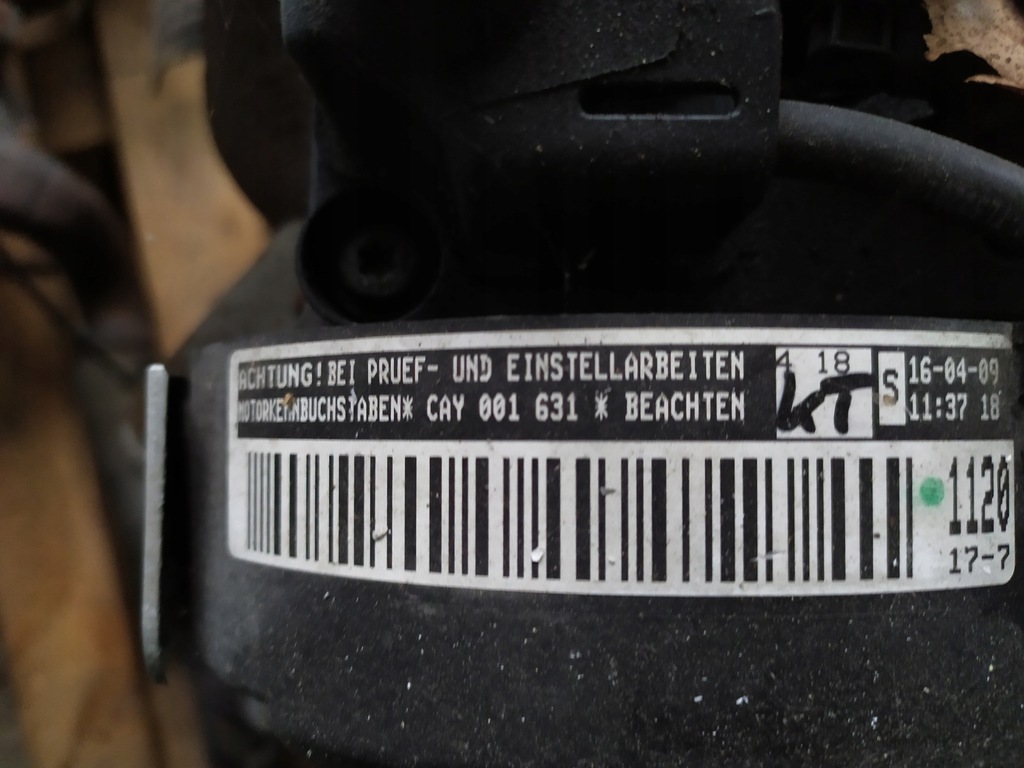 ACHTUNG! BEI PRUEF- UND EINSTELLARBEITEN
MOTORKENNBUCHSTABEN* CAY 001 631 * BEACHTEN
4 18
S
16-04-09
11:37 18
1120
17-7